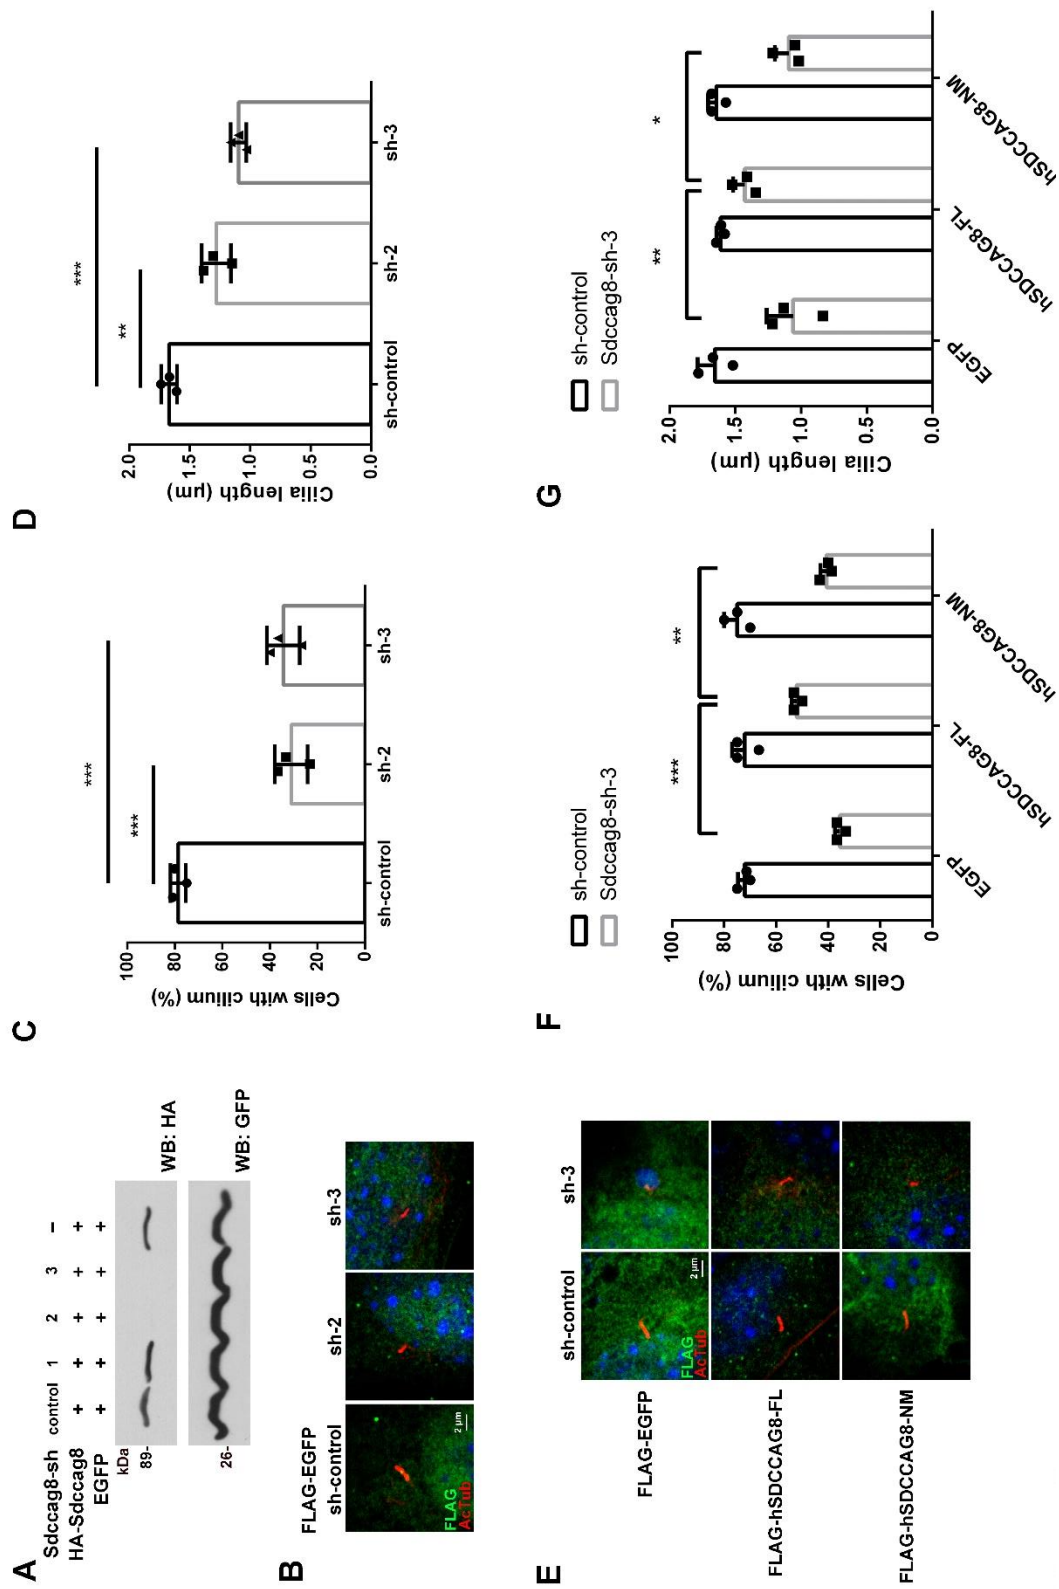 A
Sdccag8-sh control 1 2 3 –
HA-Sdccag8 + + + + +
EGFP + + + + +
kDa
89-
WB: HA
26-
WB: GFP
B
FLAG-EGFP
sh-control sh-2 sh-3
FLAG
AcTub
2 μm
C
Cells with cilium (%)
100
80
60
40
20
0
***
***
sh-control sh-2 sh-3
D
Cilia length (μm)
2.0
1.5
1.0
0.5
0.0
***
**
sh-control sh-2 sh-3
E
sh-control sh-3
FLAG-EGFP
FLAG
AcTub
2 μm
FLAG-hSDCCAG8-FL
FLAG-hSDCCAG8-NM
F
sh-control
Sdccag8-sh-3
Cells with cilium (%)
100
80
60
40
20
0
*** **
EGFP hSDCCAG8-FL hSDCCAG8-NM
G
sh-control
Sdccag8-sh-3
Cilia length (μm)
2.0
1.5
1.0
0.5
0.0
** *
EGFP hSDCCAG8-FL hSDCCAG8-NM